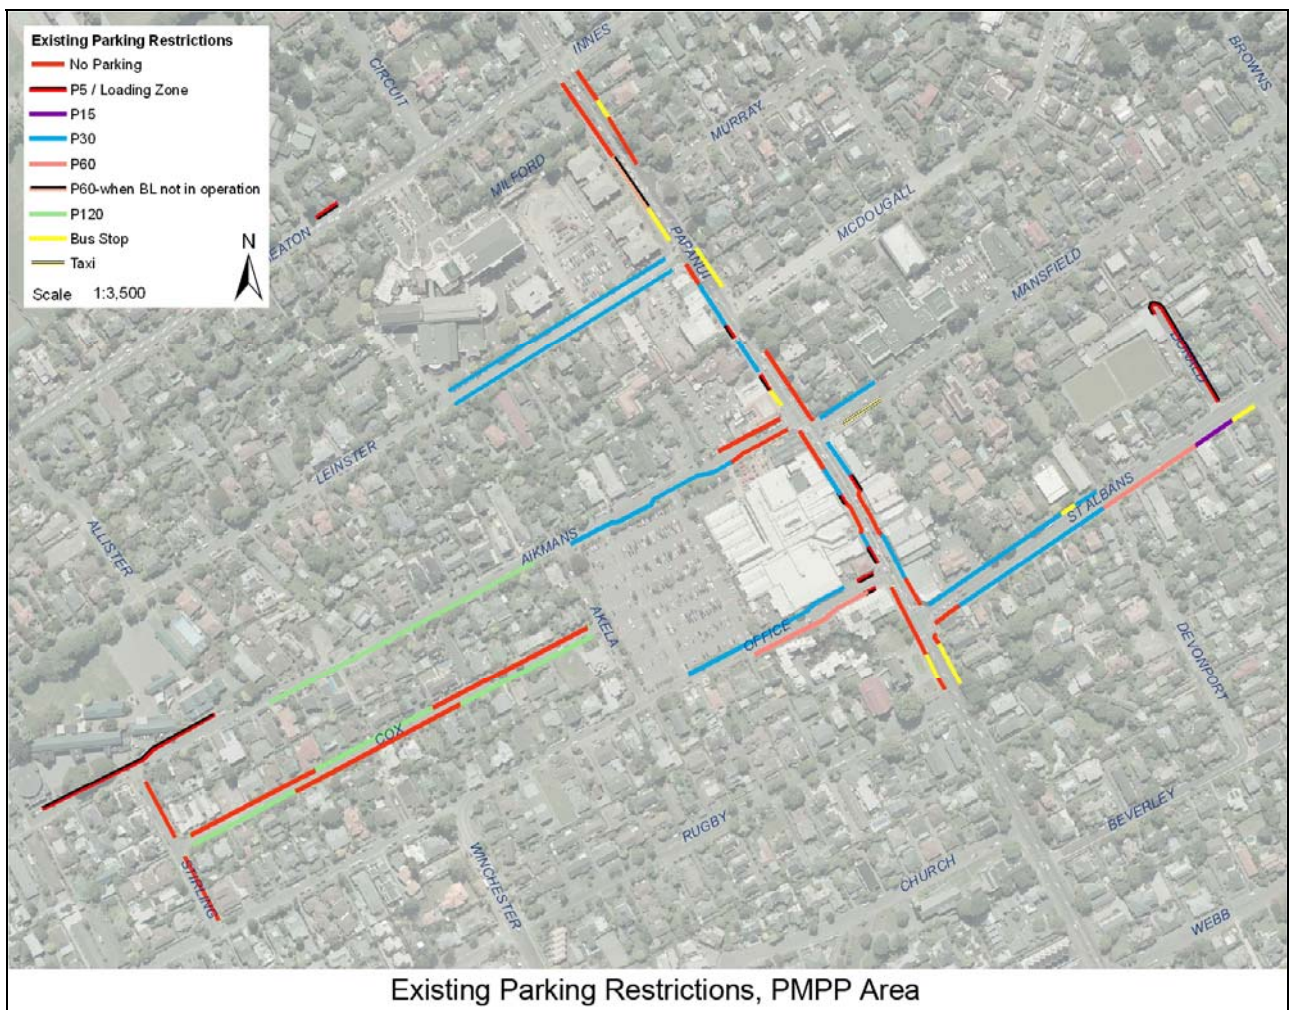 Existing Parking Restrictions
No Parking
P5 / Loading Zone
P15
P30
P60
P60-when BL not in operation
P120
Bus Stop
Taxi
N
Scale 1:3,500
INNES
CIRCUIT
BROWNS
MURRAY
MILFORD
MCDOUGALL
HEATON
PAPANUI
MANSFIELD
LEINSTER
ST ALBANS
ALLISTER
AIKMANS
AKELA
OFFICE
DEVONPORT
COX
RUGBY
BEVERLEY
STIRLING
WINCHESTER
CHURCH
WEBB
Existing Parking Restrictions, PMPP Area